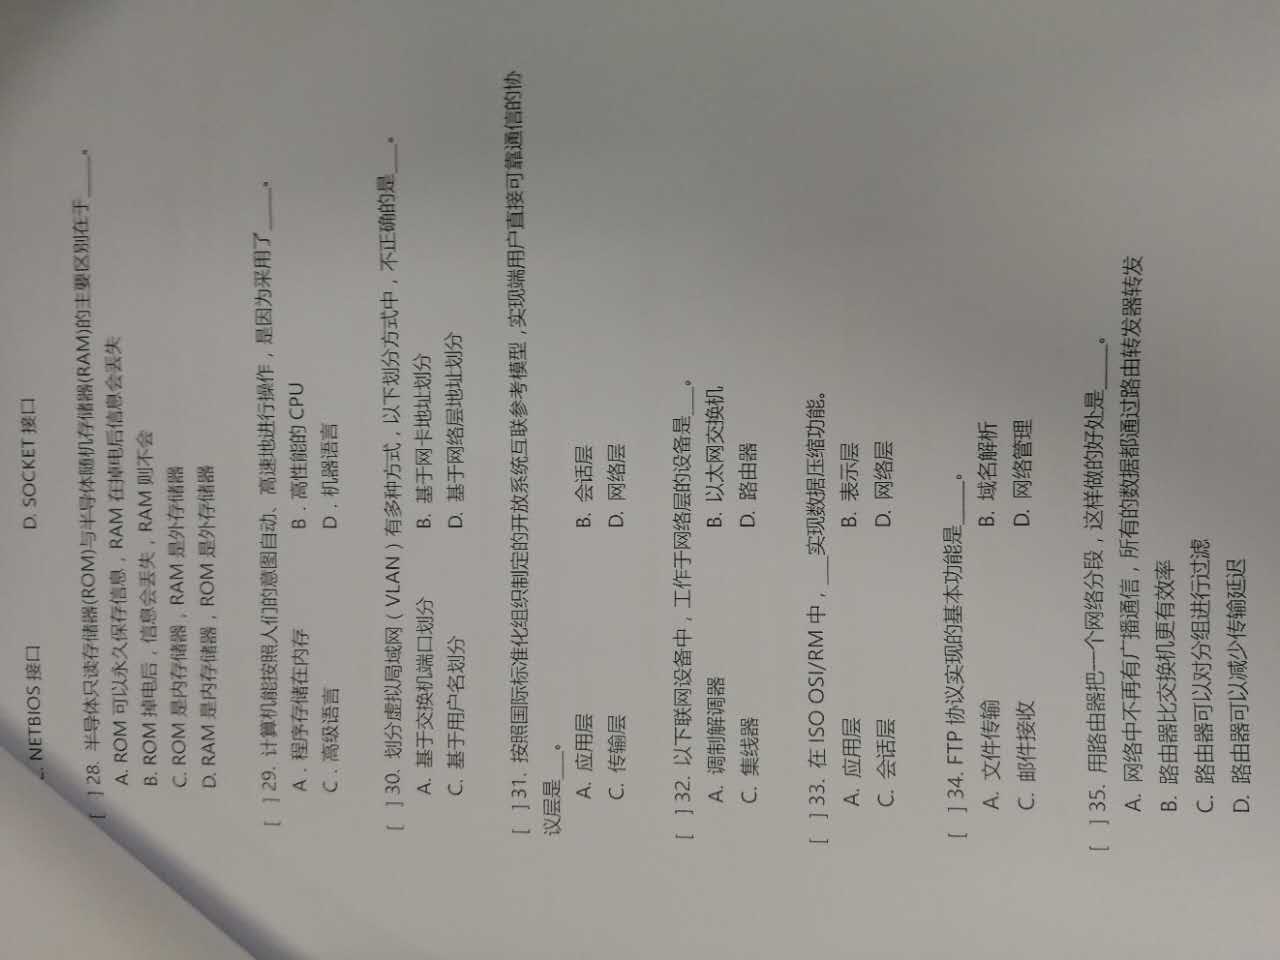 . NETBIOS 接口 D. SOCKET 接口
[ ] 28. 半导体只读存储器(ROM)与半导体随机存储器(RAM)的主要区别在于____。
A. ROM 可以永久保存信息，RAM 在掉电后信息会丢失
B. ROM 掉电后，信息会丢失，RAM 则不会
C. ROM 是内存储器，RAM 是外存储器
D. RAM 是内存储器，ROM 是外存储器
[ ] 29. 计算机能按照人们的意图自动、高速地进行操作，是因为采用了____。
A．程序存储在内存 B．高性能的 CPU
C．高级语言 D．机器语言
[ ] 30. 划分虚拟局域网（VLAN）有多种方式，以下划分方式中，不正确的是___。
A. 基于交换机端口划分 B. 基于网卡地址划分
C. 基于用户名划分 D. 基于网络层地址划分
[ ] 31. 按照国际标准化组织制定的开放系统互联参考模型，实现端用户直接可靠通信的协
议层是___。
A. 应用层 B. 会话层
C. 传输层 D. 网络层
[ ] 32. 以下联网设备中，工作于网络层的设备是___。
A. 调制解调器 B. 以太网交换机
C. 集线器 D. 路由器
[ ] 33. 在 ISO OSI/RM 中，___实现数据压缩功能。
A. 应用层 B. 表示层
C. 会话层 D. 网络层
[ ] 34. FTP 协议实现的基本功能是____。
A. 文件传输 B. 域名解析
C. 邮件接收 D. 网络管理
[ ] 35. 用路由器把一个网络分段，这样做的好处是____。
A. 网络中不再有广播通信，所有的数据都通过路由转发器转发
B. 路由器比交换机更有效率
C. 路由器可以对分组进行过滤
D. 路由器可以减少传输延迟